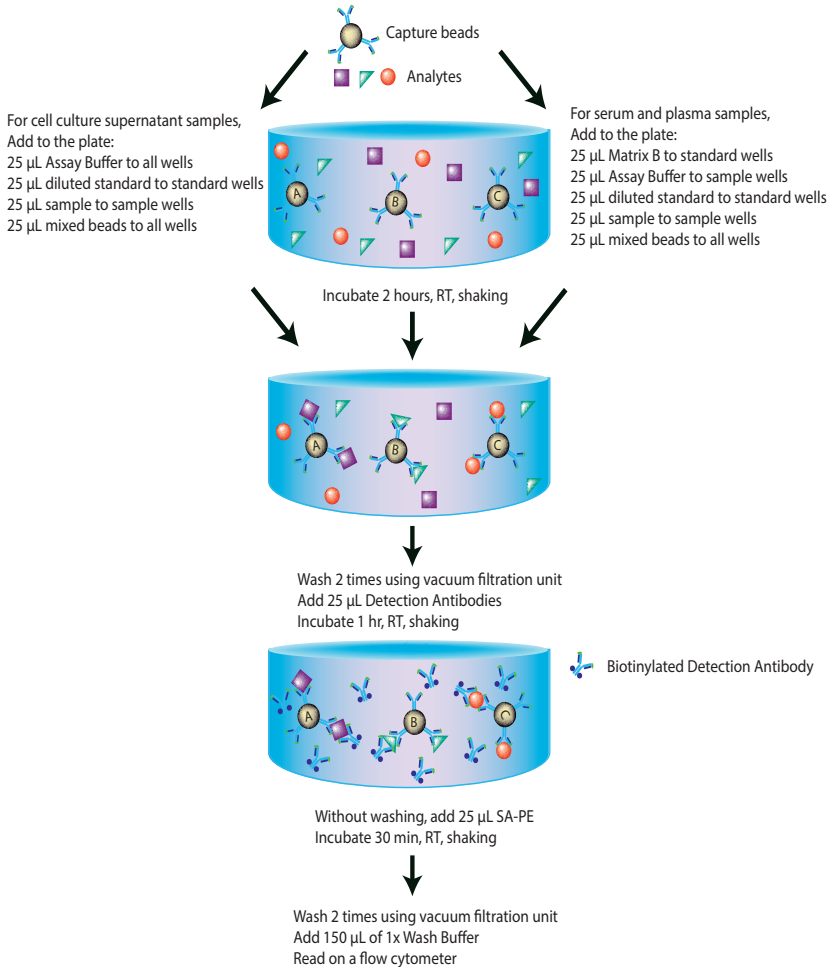 Capture beads
Analytes
For cell culture supernatant samples,
Add to the plate:
25 µL Assay Buffer to all wells
25 µL diluted standard to standard wells
25 µL sample to sample wells
25 µL mixed beads to all wells
For serum and plasma samples,
Add to the plate:
25 µL Matrix B to standard wells
25 µL Assay Buffer to sample wells
25 µL diluted standard to standard wells
25 µL sample to sample wells
25 µL mixed beads to all wells
A
B
C
Incubate 2 hours, RT, shaking
A
B
C
Wash 2 times using vacuum filtration unit
Add 25 µL Detection Antibodies
Incubate 1 hr, RT, shaking
Biotinylated Detection Antibody
A
B
C
Without washing, add 25 µL SA-PE
Incubate 30 min, RT, shaking
Wash 2 times using vacuum filtration unit
Add 150 µL of 1x Wash Buffer
Read on a flow cytometer